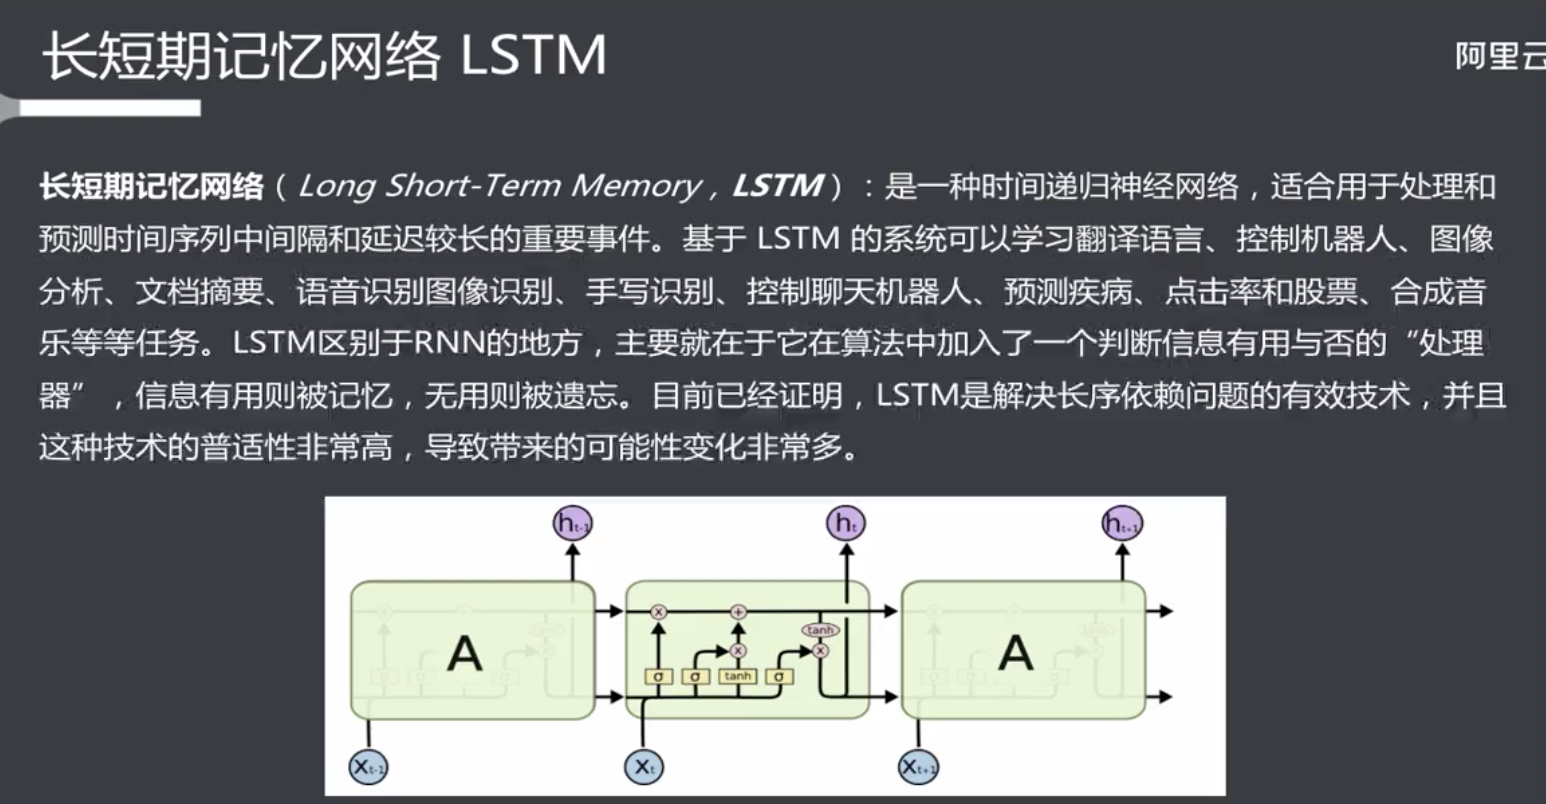 长短期记忆网络 LSTM
阿里云
长短期记忆网络（Long Short-Term Memory，LSTM）：是一种时间递归神经网络，适合用于处理和
预测时间序列中间隔和延迟较长的重要事件。基于 LSTM 的系统可以学习翻译语言、控制机器人、图像
分析、文档摘要、语音识别图像识别、手写识别、控制聊天机器人、预测疾病、点击率和股票、合成音
乐等等任务。LSTM区别于RNN的地方，主要就在于它在算法中加入了一个判断信息有用与否的“处理
器”，信息有用则被记忆，无用则被遗忘。目前已经证明，LSTM是解决长序依赖问题的有效技术，并且
这种技术的普适性非常高，导致带来的可能性变化非常多。
ht-1 ht ht+1
x +
tanh
A x x A
σ σ tanh σ
Xt-1 Xt Xt+1